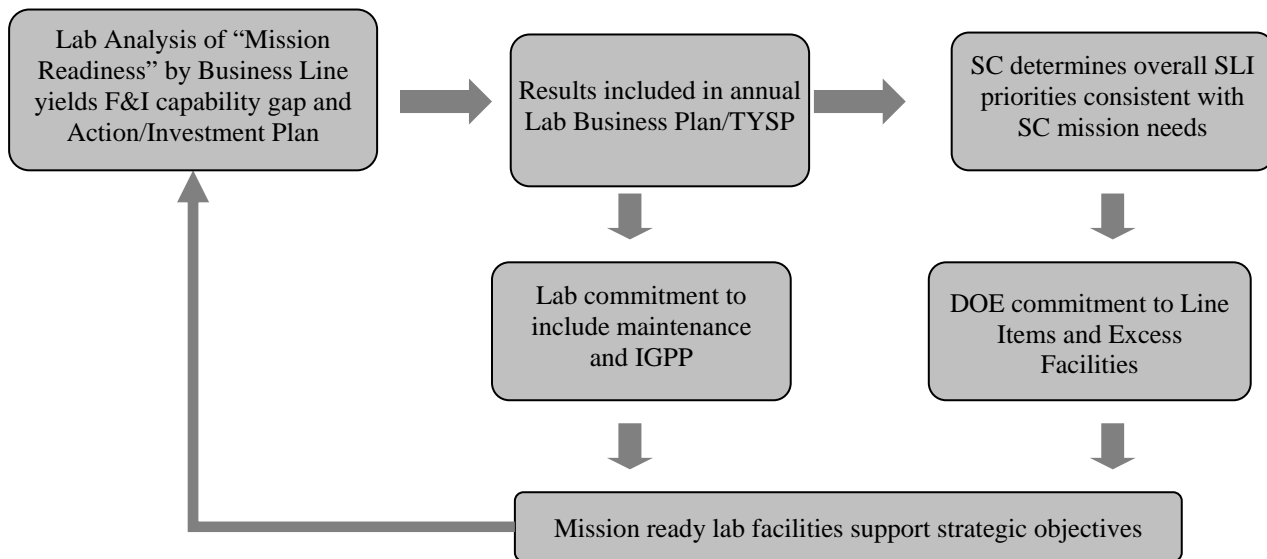 Lab Analysis of “Mission
Readiness” by Business Line
yields F&I capability gap and
Action/Investment Plan
Results included in annual
Lab Business Plan/TYSP
SC determines overall SLI
priorities consistent with
SC mission needs
Lab commitment to
include maintenance
and IGPP
DOE commitment to Line
Items and Excess
Facilities
Mission ready lab facilities support strategic objectives